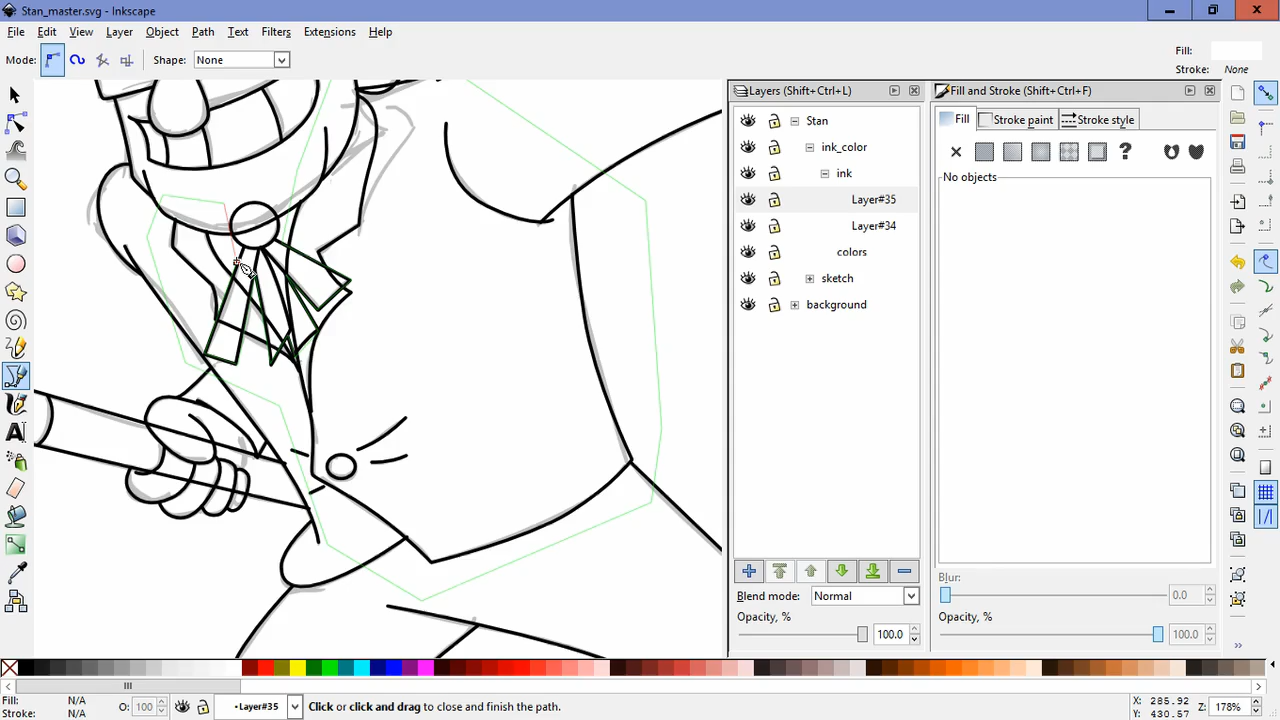 Stan_master.svg - Inkscape
File Edit View Layer Object Path Text Filters Extensions Help
Mode: Shape: None
Fill:
Stroke: None
Layers (Shift+Ctrl+L)
Fill and Stroke (Shift+Ctrl+F)
Fill Stroke paint Stroke style
No objects
Stan
ink_color
ink
Layer#35
Layer#34
colors
sketch
background
Blend mode: Normal
Opacity, %
100.0
Blur:
0.0
Opacity, %
100.0
Fill: N/A
Stroke: N/A
O: 100
•Layer#35
Click or click and drag to close and finish the path.
X: 285.92
Y: 430.57
Z: 178%